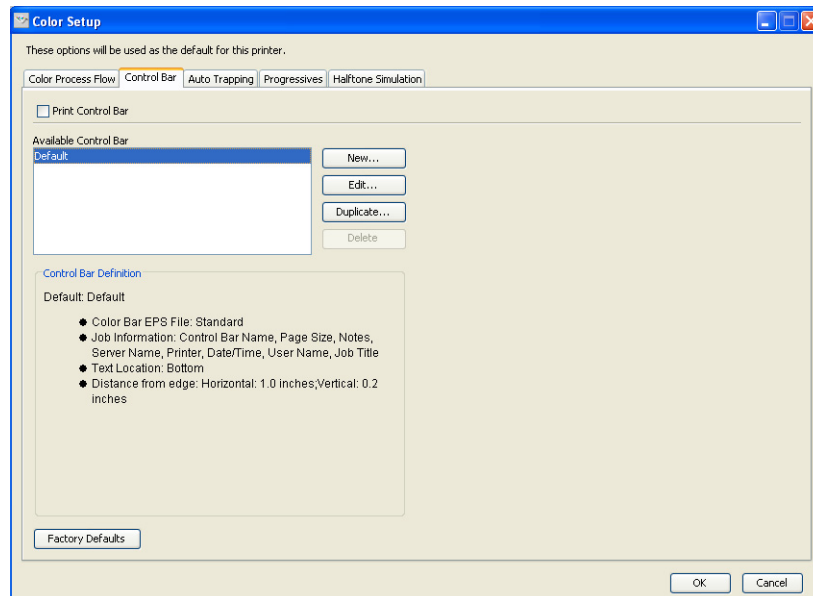 Color Setup
These options will be used as the default for this printer.
Color Process Flow Control Bar Auto Trapping Progressives Halftone Simulation
Print Control Bar
Available Control Bar
Default
New...
Edit...
Duplicate...
Delete
Control Bar Definition
Default: Default
● Color Bar EPS File: Standard
● Job Information: Control Bar Name, Page Size, Notes,
Server Name, Printer, Date/Time, User Name, Job Title
● Text Location: Bottom
● Distance from edge: Horizontal: 1.0 inches;Vertical: 0.2
inches
Factory Defaults
OK Cancel